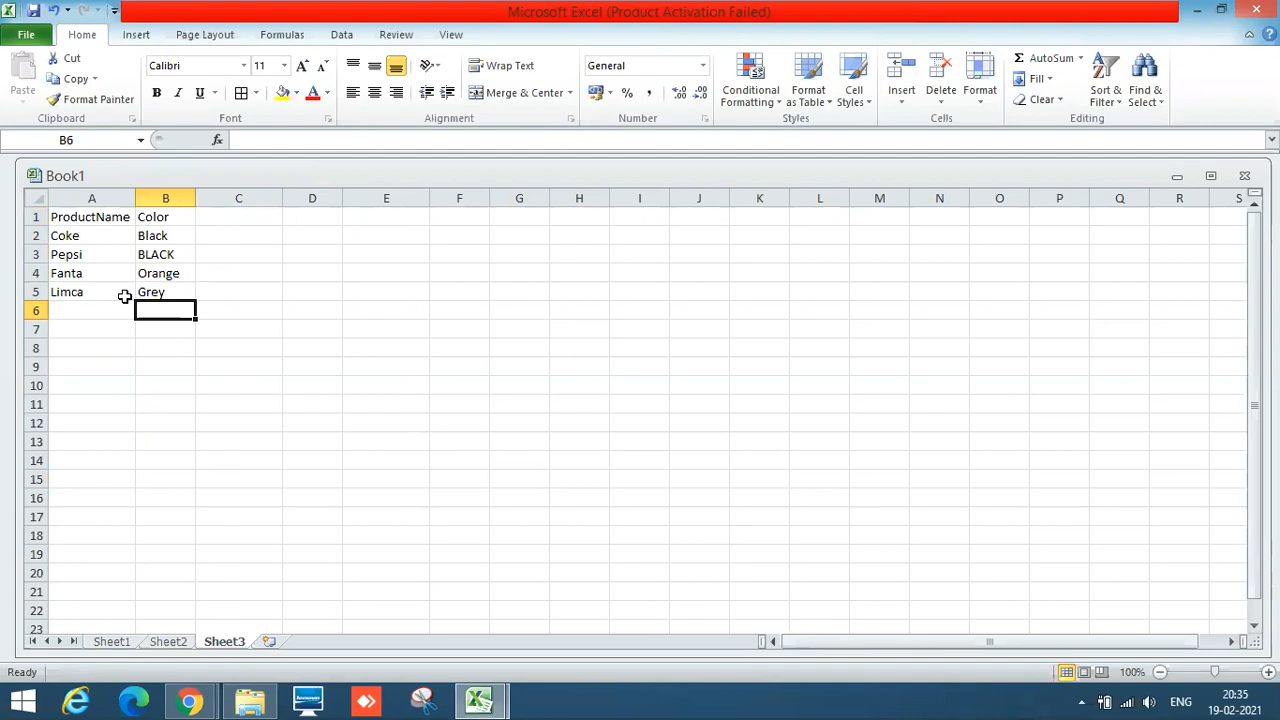 Microsoft Excel (Product Activation Failed)
File Home Insert Page Layout Formulas Data Review View
Paste
Cut
Copy
Format Painter
Clipboard
Calibri 11
B I U A
Font
Wrap Text
Merge & Center
Alignment
General
%
Number
Conditional Formatting
Format as Table
Cell Styles
Styles
Insert Delete Format
Cells
Σ AutoSum
Fill
Clear
Sort & Filter
Find & Select
Editing
B6 fx
Book1
A B C D E F G H I J K L M N O P Q R S
1 ProductName Color
2 Coke Black
3 Pepsi BLACK
4 Fanta Orange
5 Limca Grey
6
7
8
9
10
11
12
13
14
15
16
17
18
19
20
21
22
23
Sheet1 Sheet2 Sheet3
Ready 100%
ENG 20:35
19-02-2021